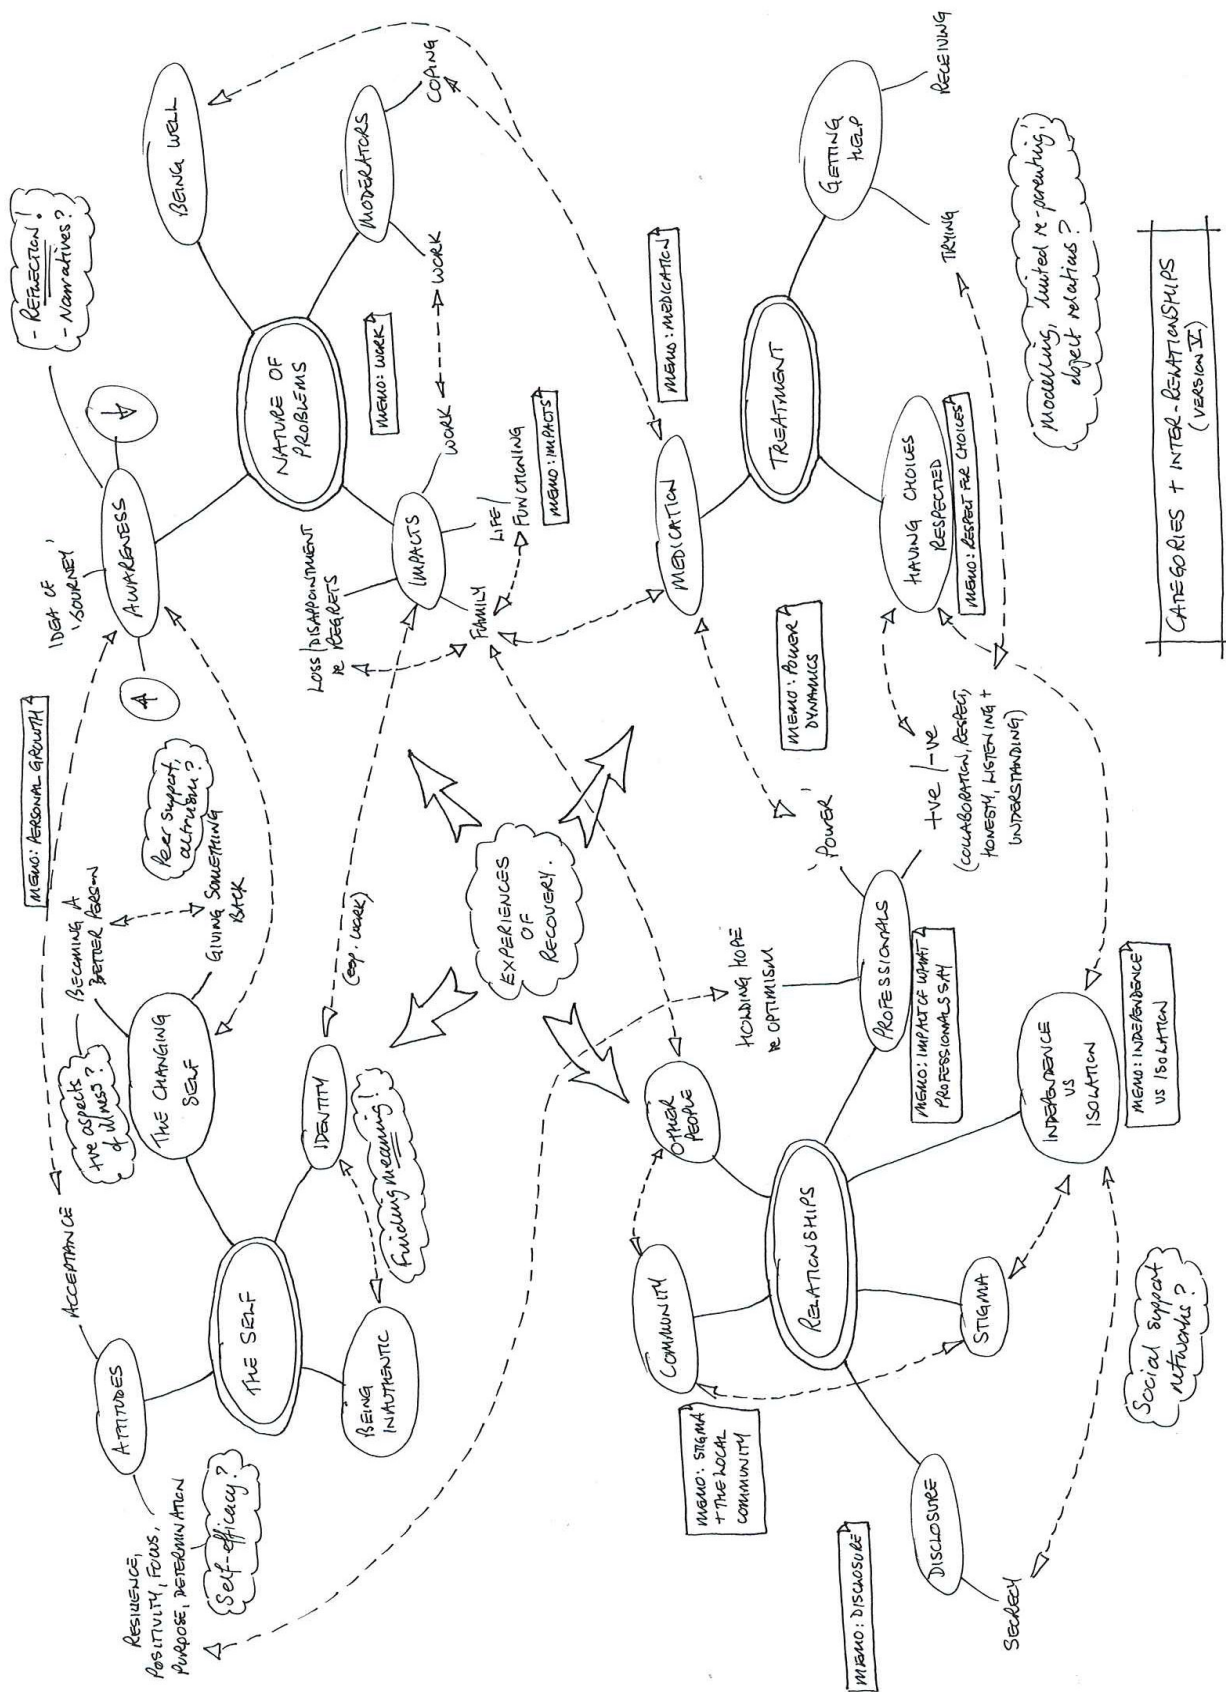 RESILIENCE,
POSITIVITY, FOCUS,
PURPOSE, DETERMINATION
Self-efficacy?
ATTITUDES
ACCEPTANCE
THE SELF
BEING
INAUTHENTIC
+ve aspects
of illness?
THE CHANGING
SELF
BECOMING A
BETTER PERSON
GIVING SOMETHING
BACK
Peer support,
altruism?
IDENTITY
Finding meaning!
(esp. WORK)
MEMO: PERSONAL GROWTH
IDEA OF
'JOURNEY'
AWARENESS
- REFLECTION!
- Narratives?
NATURE OF
PROBLEMS
BEING WELL
MODERATORS
COPING
WORK
WORK
MEMO: WORK
IMPACTS
LOSS/DISAPPOINTMENT
re REGRETS
FAMILY
LIFE/
FUNCTIONING
MEMO: IMPACTS
EXPERIENCES
OF
RECOVERY.
MEMO: DISCLOSURE
DISCLOSURE
SECRECY
MEMO: STIGMA
+ THE LOCAL
COMMUNITY
COMMUNITY
OTHER
PEOPLE
RELATIONSHIPS
STIGMA
Social support
networks?
HOLDING HOPE
re OPTIMISM
PROFESSIONALS
'POWER'
+ve/-ve
(COLLABORATION, RESPECT,
HONESTY, LISTENING +
UNDERSTANDING)
MEMO: IMPACT OF WHAT
PROFESSIONALS SAY
INDEPENDENCE
VS
ISOLATION
MEMO: INDEPENDENCE
VS ISOLATION
MEMO: POWER
DYNAMICS
MEDICATION
MEMO: MEDICATION
TREATMENT
HAVING CHOICES
RESPECTED
MEMO: RESPECT FOR CHOICES
GETTING
HELP
TRYING
RECEIVING
Modelling, 'limited re-parenting',
object relations?
CATEGORIES + INTER-RELATIONSHIPS
(VERSION V)